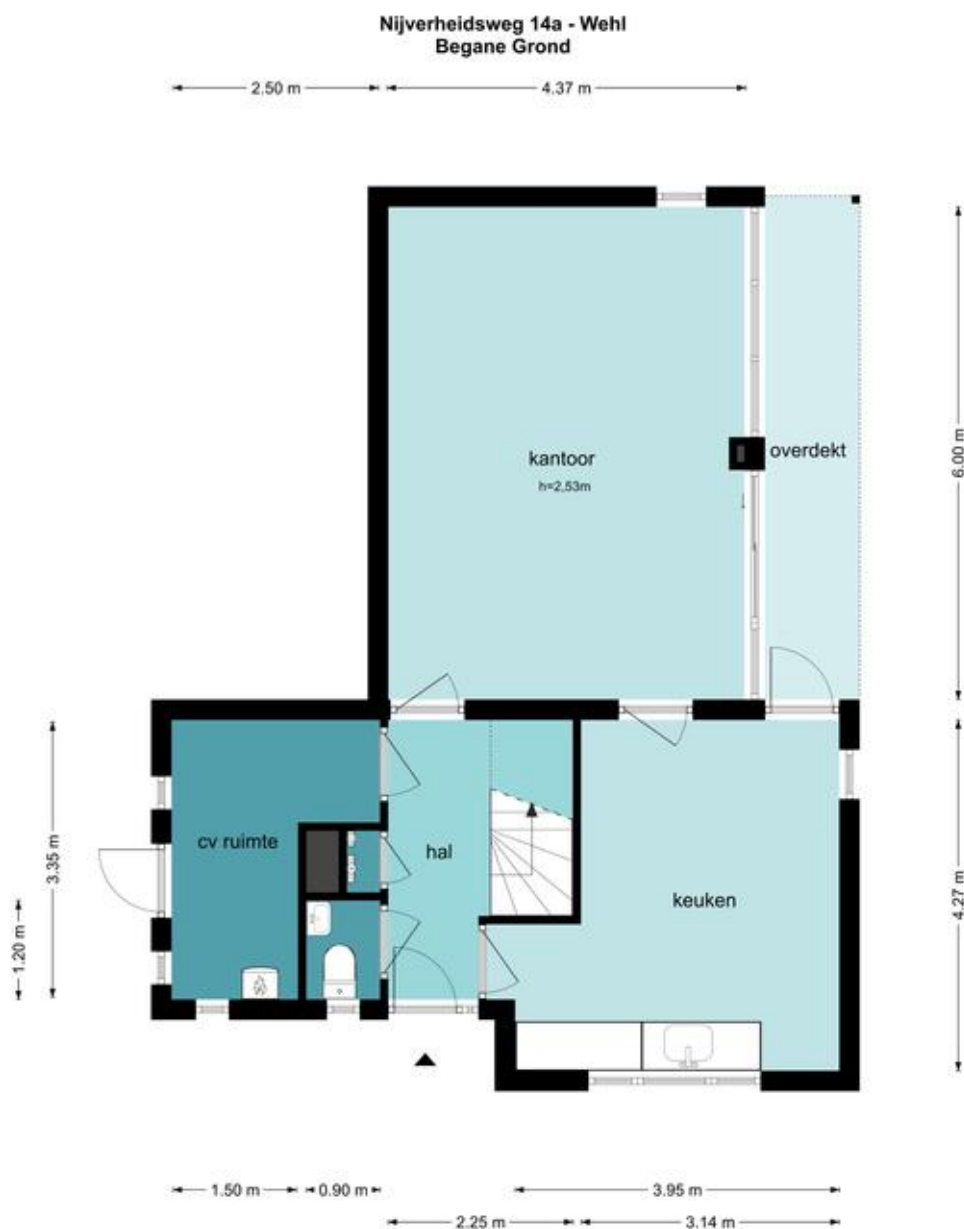 Nijverheidsweg 14a - Wehl
Begane Grond
2.50 m
4.37 m
kantoor
h=2,53m
overdekt
6.00 m
cv ruimte
hal
keuken
3.35 m
1.20 m
4.27 m
1.50 m
0.90 m
3.95 m
2.25 m
3.14 m